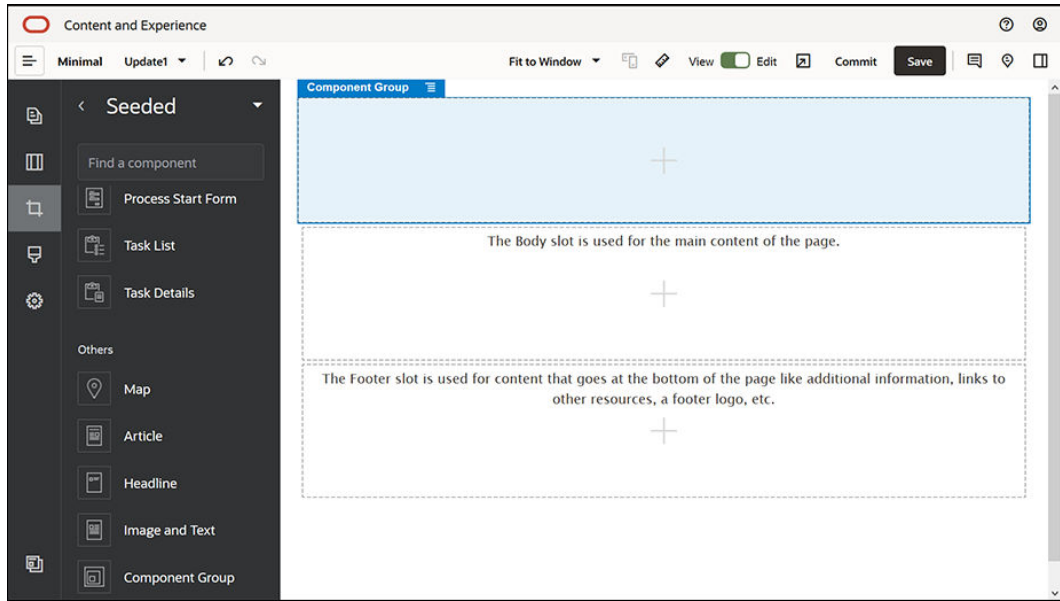 Content and Experience
Minimal Update1 Fit to Window View Edit Commit Save
Seeded
Find a component
Process Start Form
Task List
Task Details
Others
Map
Article
Headline
Image and Text
Component Group
Component Group
The Body slot is used for the main content of the page.
The Footer slot is used for content that goes at the bottom of the page like additional information, links to
other resources, a footer logo, etc.